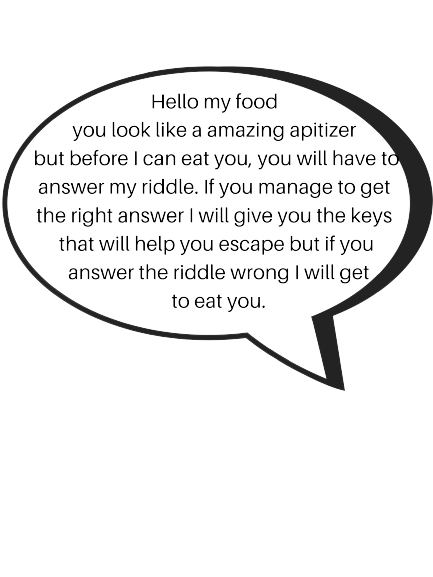 Hello my food
you look like a amazing apitizer
but before I can eat you, you will have to
answer my riddle. If you manage to get
the right answer I will give you the keys
that will help you escape but if you
answer the riddle wrong I will get
to eat you.